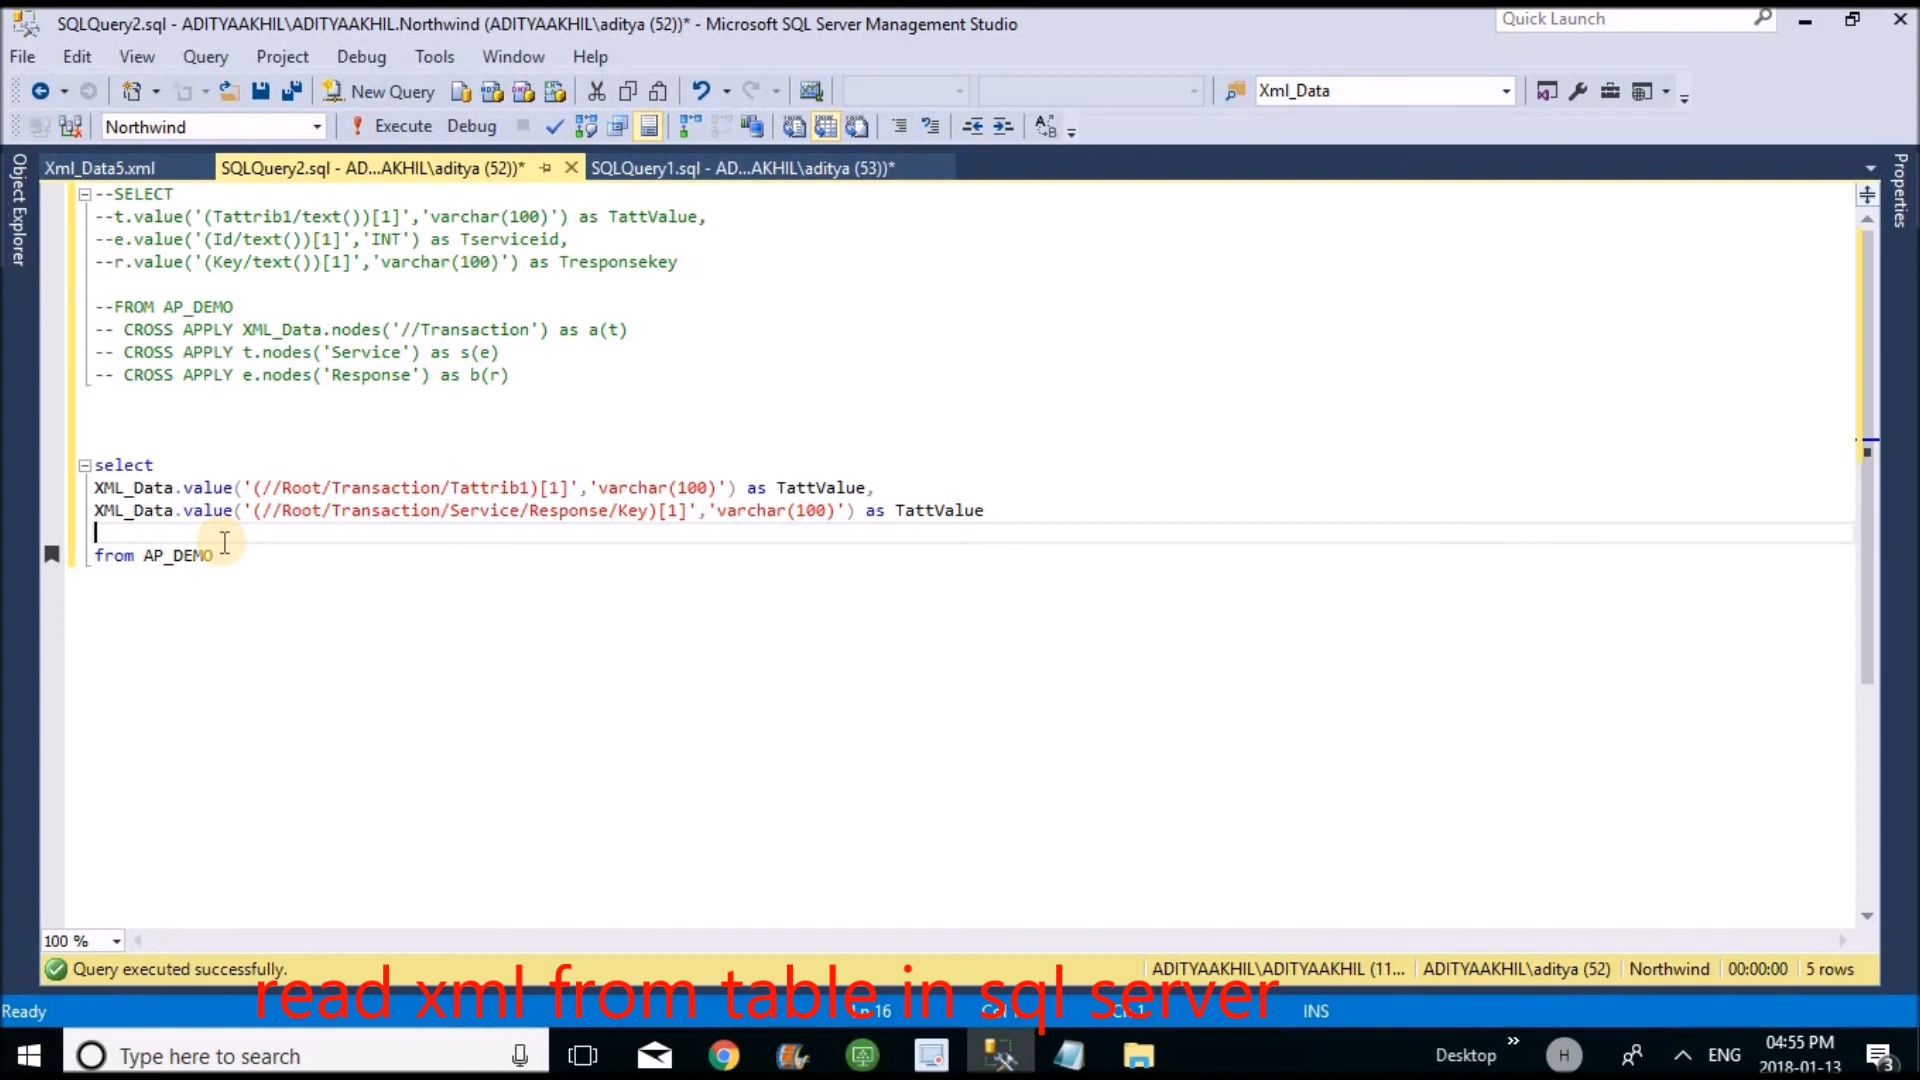 SQLQuery2.sql - ADITYAAKHIL\ADITYAAKHIL.Northwind (ADITYAAKHIL\aditya (52))* - Microsoft SQL Server Management Studio
Quick Launch
File Edit View Query Project Debug Tools Window Help
New Query
Xml_Data
Northwind
Execute Debug
Object Explorer
Xml_Data5.xml
SQLQuery2.sql - AD...AKHIL\aditya (52))*
SQLQuery1.sql - AD...AKHIL\aditya (53))*
Properties
--SELECT
--t.value('(Tattrib1/text())[1]','varchar(100)') as TattValue,
--e.value('(Id/text())[1]','INT') as Tserviceid,
--r.value('(Key/text())[1]','varchar(100)') as Tresponsekey
--FROM AP_DEMO
-- CROSS APPLY XML_Data.nodes('//Transaction') as a(t)
-- CROSS APPLY t.nodes('Service') as s(e)
-- CROSS APPLY e.nodes('Response') as b(r)
select
XML_Data.value('(//Root/Transaction/Tattrib1)[1]','varchar(100)') as TattValue,
XML_Data.value('(//Root/Transaction/Service/Response/Key)[1]','varchar(100)') as TattValue
from AP_DEMO
100 %
Query executed successfully.
ADITYAAKHIL\ADITYAAKHIL (11... ADITYAAKHIL\aditya (52) Northwind 00:00:00 5 rows
read xml from table in sql server
Ready
Ln 16
INS
Type here to search
Desktop
H
ENG
04:55 PM
2018-01-13
3